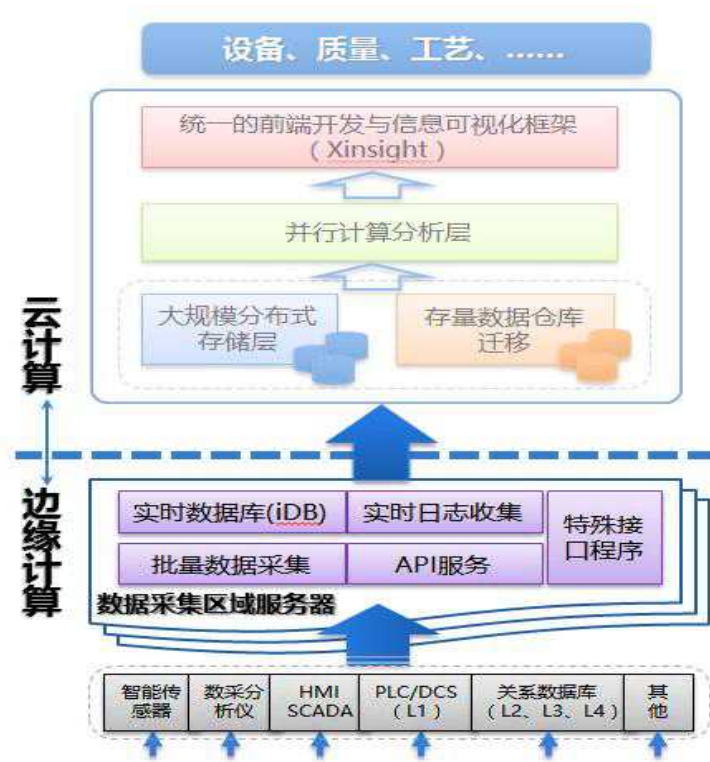 设备、质量、工艺、......
统一的前端开发与信息可视化框架
（Xinsight）
并行计算分析层
大规模分布式
存储层
存量数据仓库
迁移
云计算
边缘计算
实时数据库(iDB)
实时日志收集
特殊接
口程序
批量数据采集
API服务
数据采集区域服务器
智能传
感器
数采分
析仪
HMI
SCADA
PLC/DCS
（L1）
关系数据库
（L2、L3、L4）
其
他